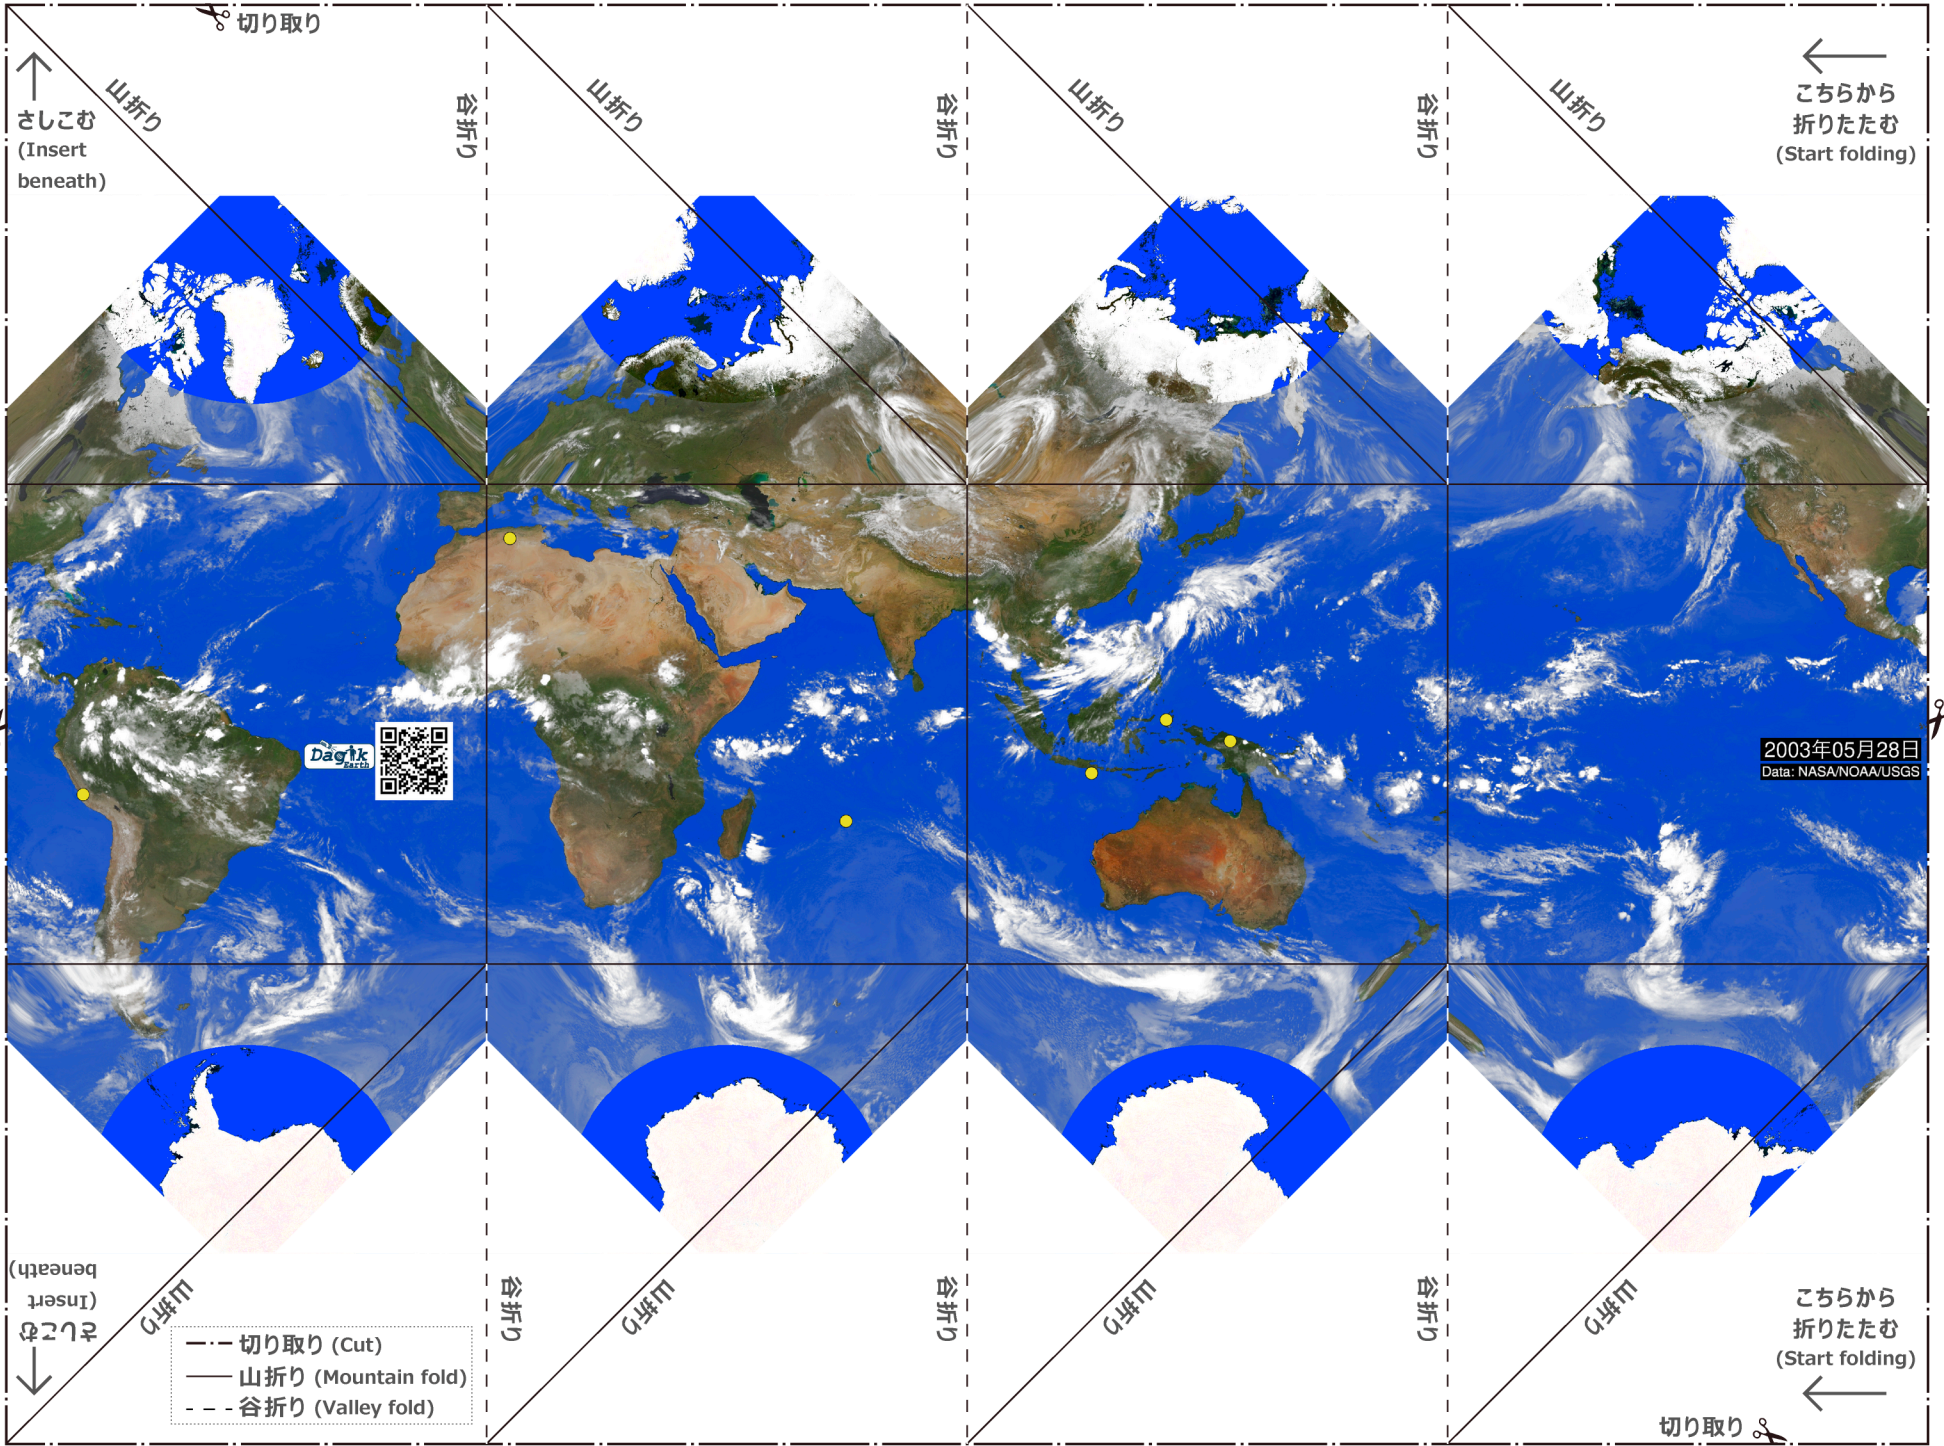 切り取り
山折り
谷折り
山折り
谷折り
山折り
谷折り
山折り
さしこむ
(Insert
beneath)
こちらから
折りたたむ
(Start folding)
Dagik
Earth
2003年05月28日
Data: NASA/NOAA/USGS
さしこむ
(Insert
beneath)
山折り
谷折り
山折り
谷折り
山折り
谷折り
山折り
切り取り (Cut)
山折り (Mountain fold)
谷折り (Valley fold)
こちらから
折りたたむ
(Start folding)
切り取り